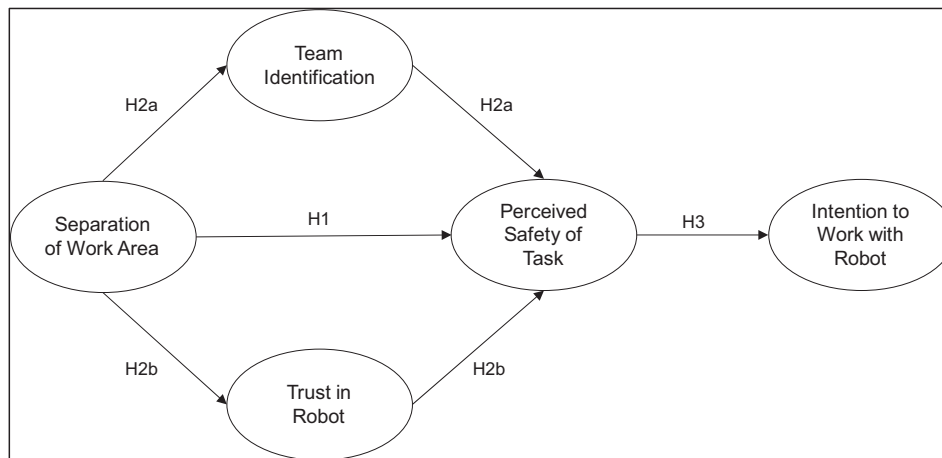 Team
Identification
H2a
H2a
Separation
of Work Area
H1
Perceived
Safety of
Task
H3
Intention to
Work with
Robot
H2b
H2b
Trust in
Robot